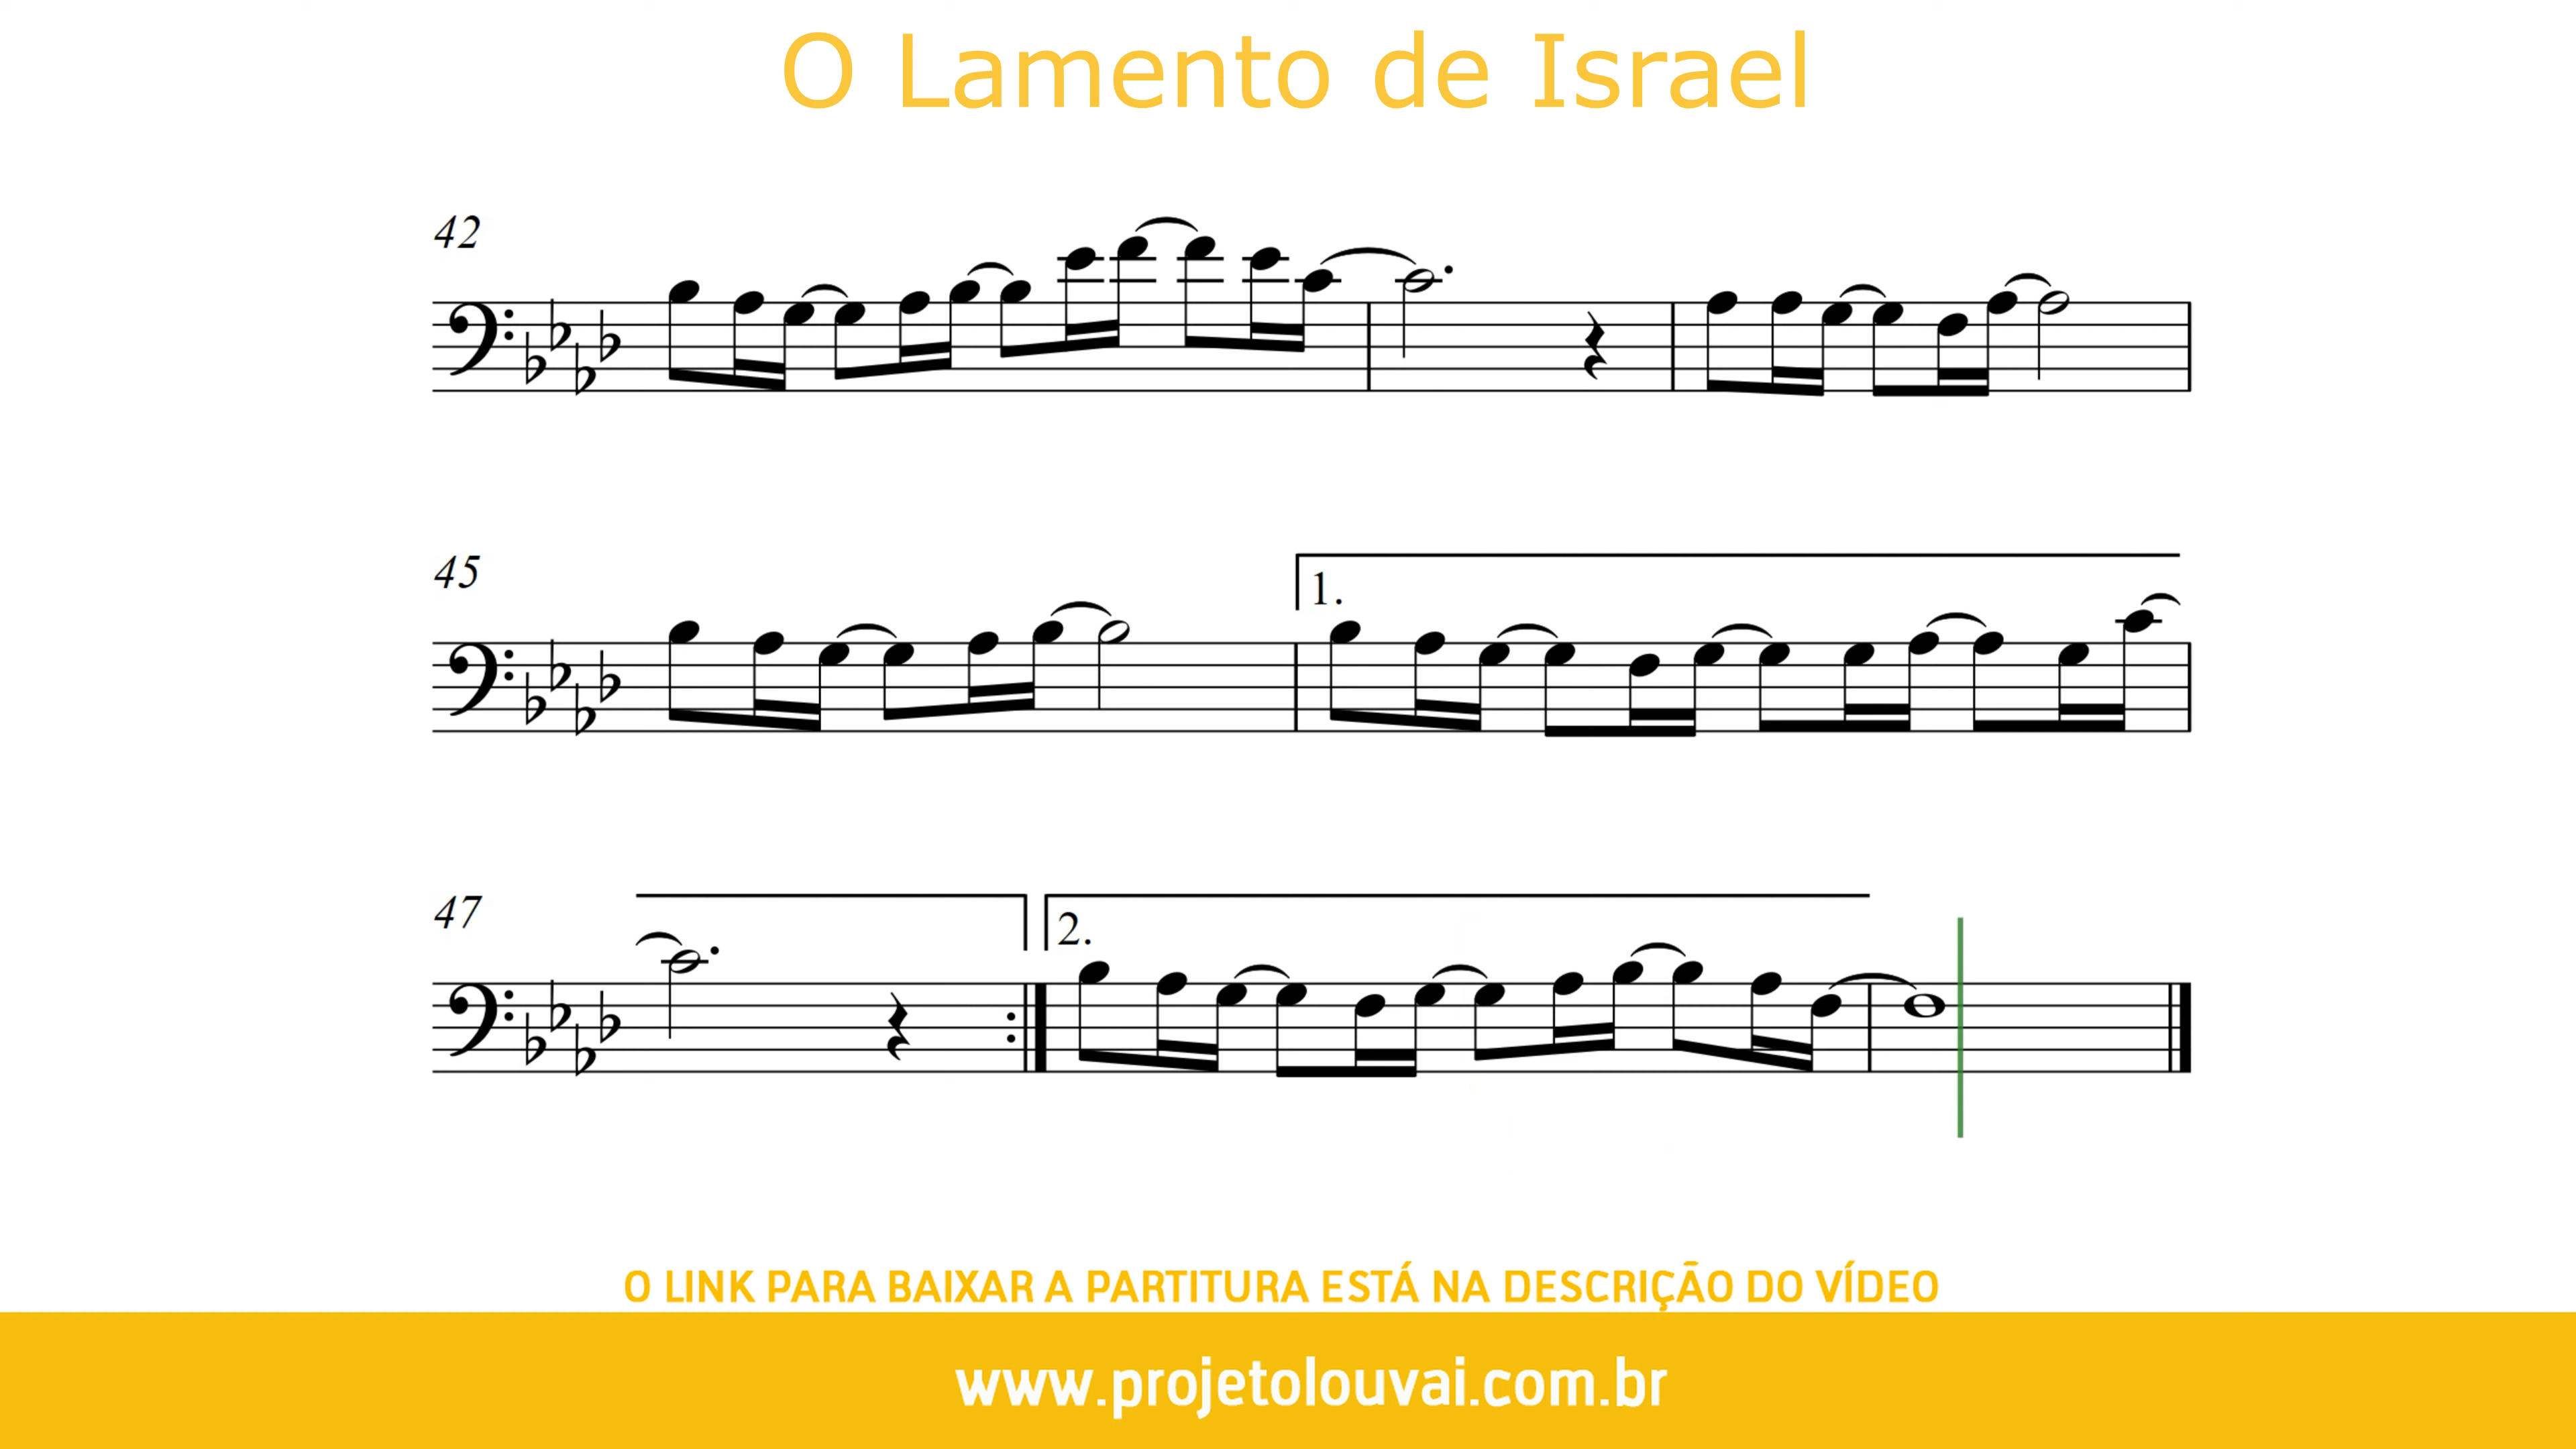 O Lamento de Israel
42
45
1.
47
2.
O LINK PARA BAIXAR A PARTITURA ESTÁ NA DESCRIÇÃO DO VÍDEO
www.projetolouvai.com.br